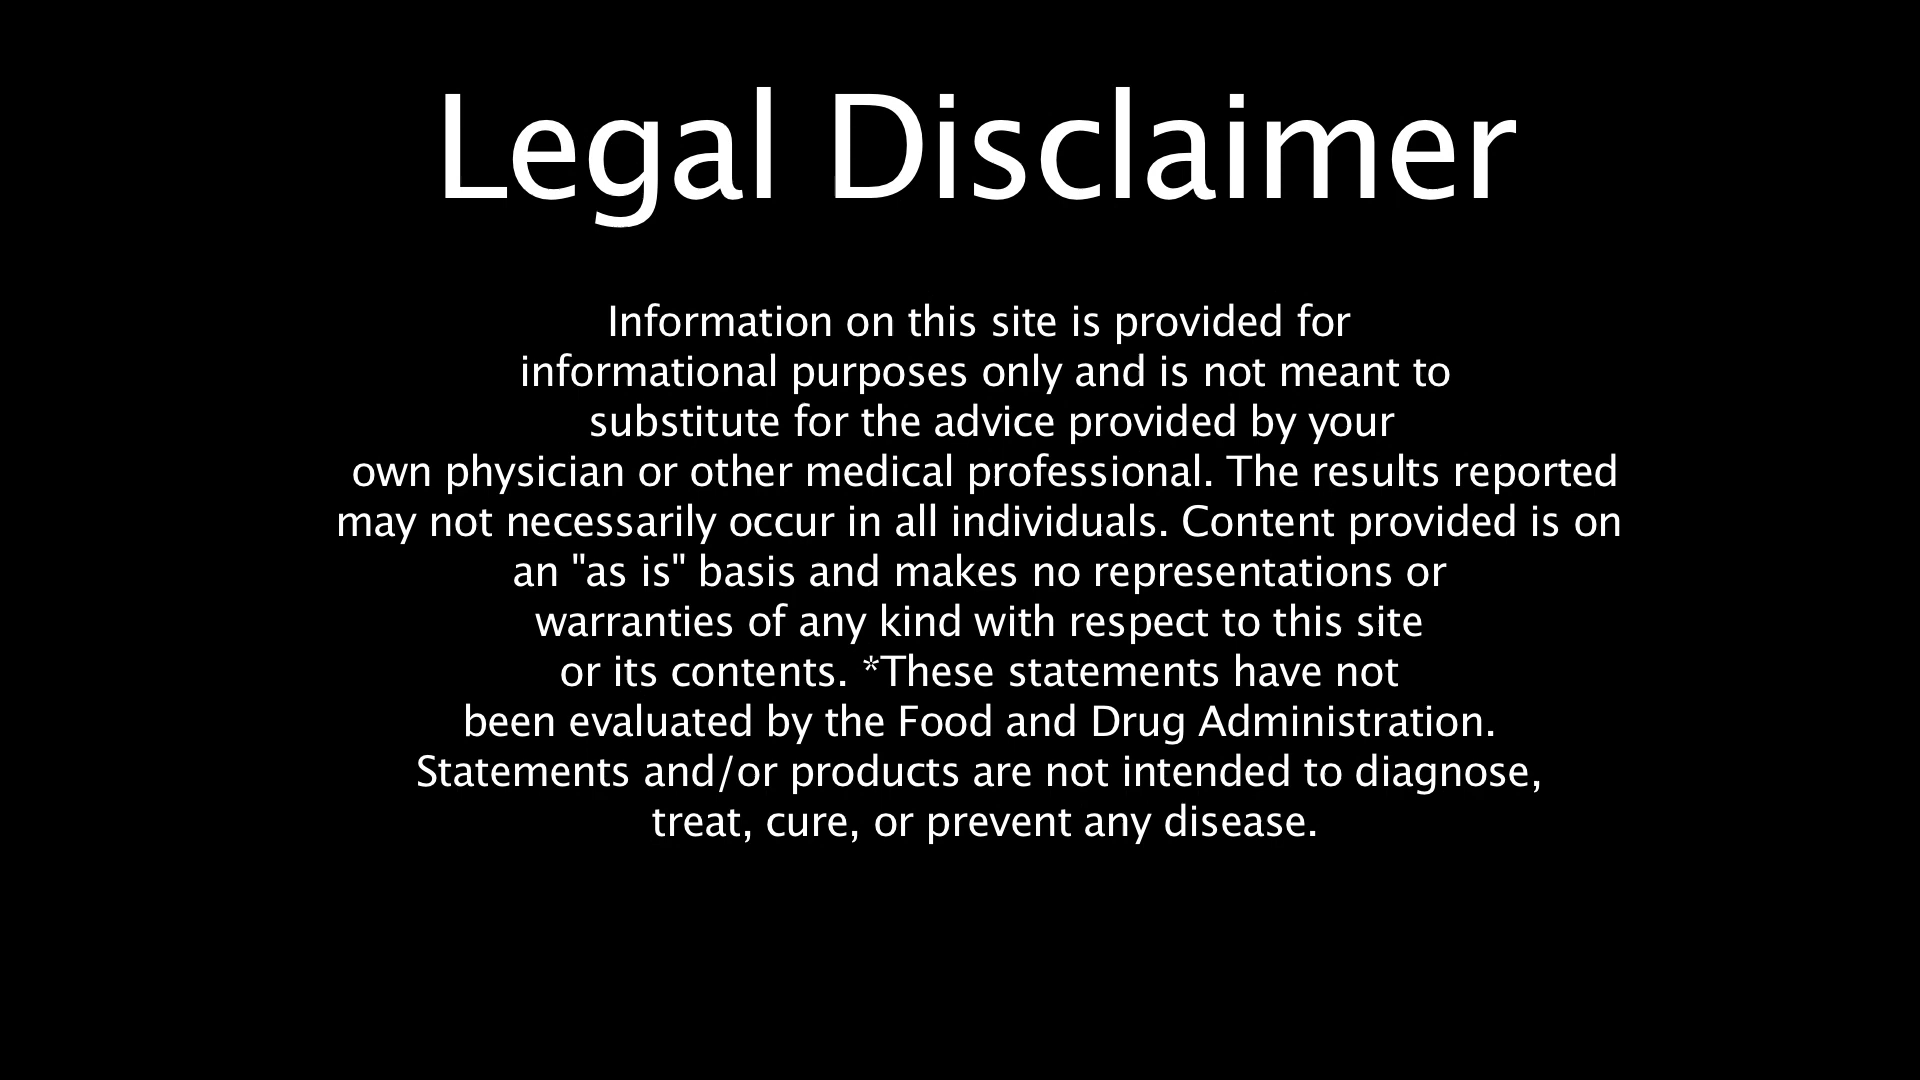 Legal Disclaimer
Information on this site is provided for
informational purposes only and is not meant to
substitute for the advice provided by your
own physician or other medical professional. The results reported
may not necessarily occur in all individuals. Content provided is on
an "as is" basis and makes no representations or
warranties of any kind with respect to this site
or its contents. *These statements have not
been evaluated by the Food and Drug Administration.
Statements and/or products are not intended to diagnose,
treat, cure, or prevent any disease.